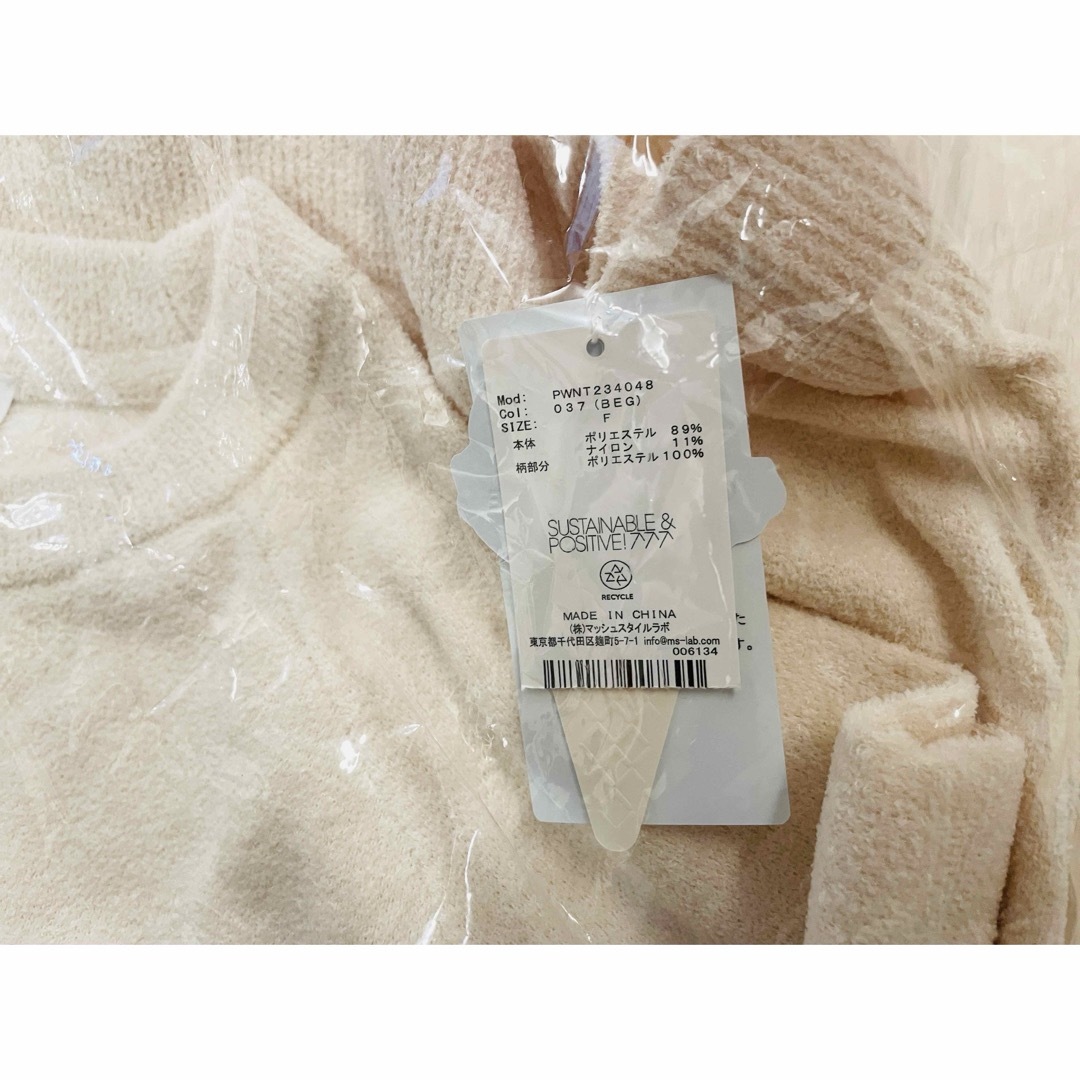 Mod: PWNT234048
Col: 037(BEG)
SIZE: F
本体 ポリエステル 89%
ナイロン 11%
柄部分 ポリエステル100%
SUSTAINABLE &
POSITIVE!
RECYCLE
MADE IN CHINA
(株)マッシュスタイルラボ
東京都千代田区麹町5-7-1 info@ms-lab.com
006134
た
す。